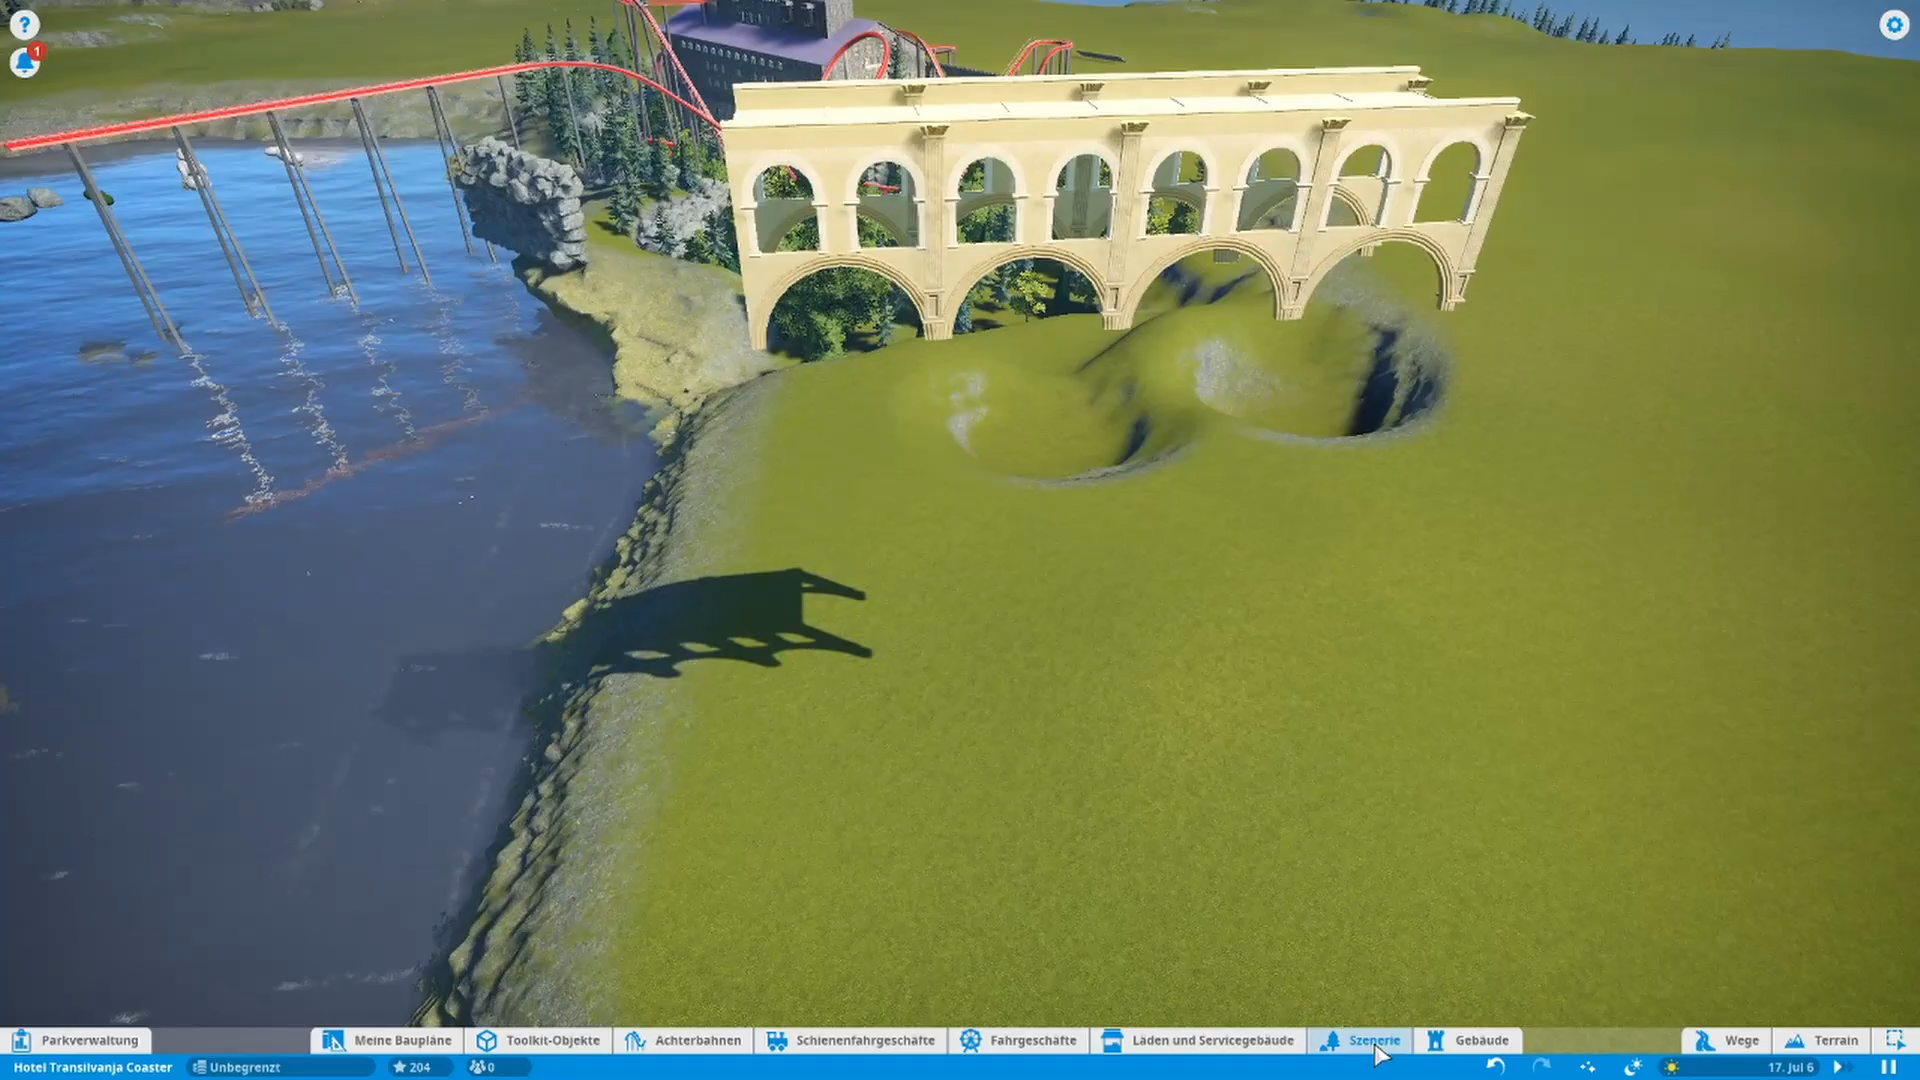 ?
1
Parkverwaltung
Meine Baupläne
Toolkit-Objekte
Achterbahnen
Schienenfahrgeschäfte
Fahrgeschäfte
Läden und Servicegebäude
Szenerie
Gebäude
Wege
Terrain
Hotel Transilvanja Coaster
Unbegrenzt
204
0
17. Jul 6